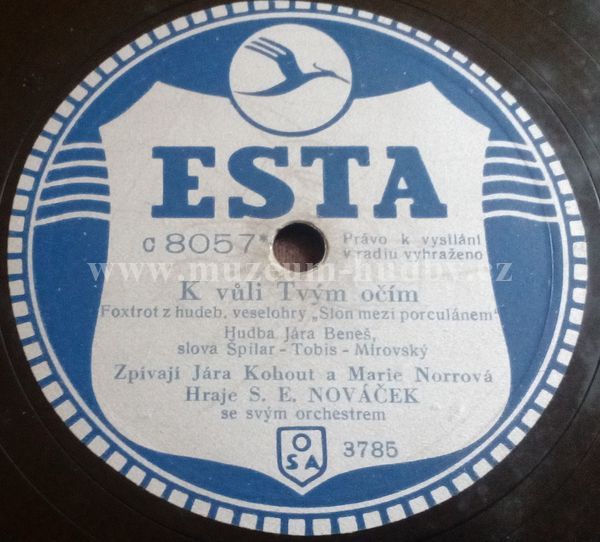 ESTA
C 8057*
Právo k vysílání
v radiu vyhraženo
www.muzeum-hudby.cz
K vůli Tvým očím
Foxtrot z hudeb. veselohry „Slon mezi porculánem"
Hudba Jára Beneš,
slova Špilar - Tobis - Mírovský
Zpívají Jára Kohout a Marie Norrová
Hraje S. E. NOVÁČEK
se svým orchestrem
OSA
3785